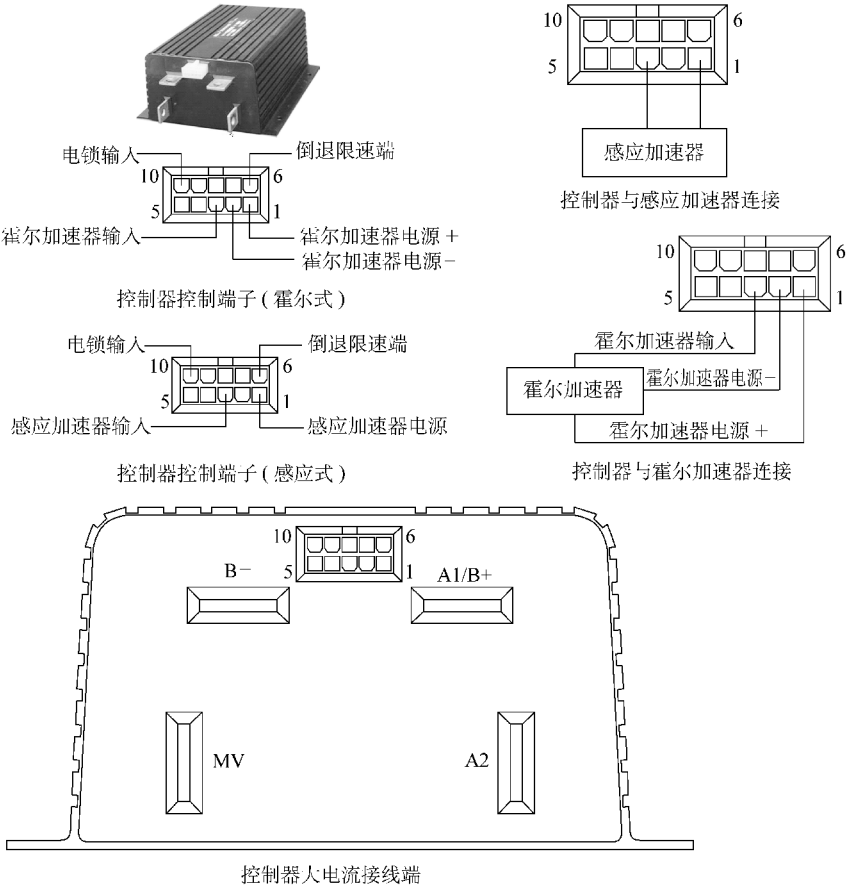 电锁输入
倒退限速端
10
6
5
1
霍尔加速器输入
霍尔加速器电源+
霍尔加速器电源−
控制器控制端子(霍尔式)
10
6
5
1
感应加速器
控制器与感应加速器连接
10
6
5
1
霍尔加速器输入
霍尔加速器
霍尔加速器电源−
霍尔加速器电源+
控制器与霍尔加速器连接
电锁输入
倒退限速端
10
6
5
1
感应加速器输入
感应加速器电源
控制器控制端子(感应式)
10
6
5
1
B−
A1/B+
MV
A2
控制器大电流接线端